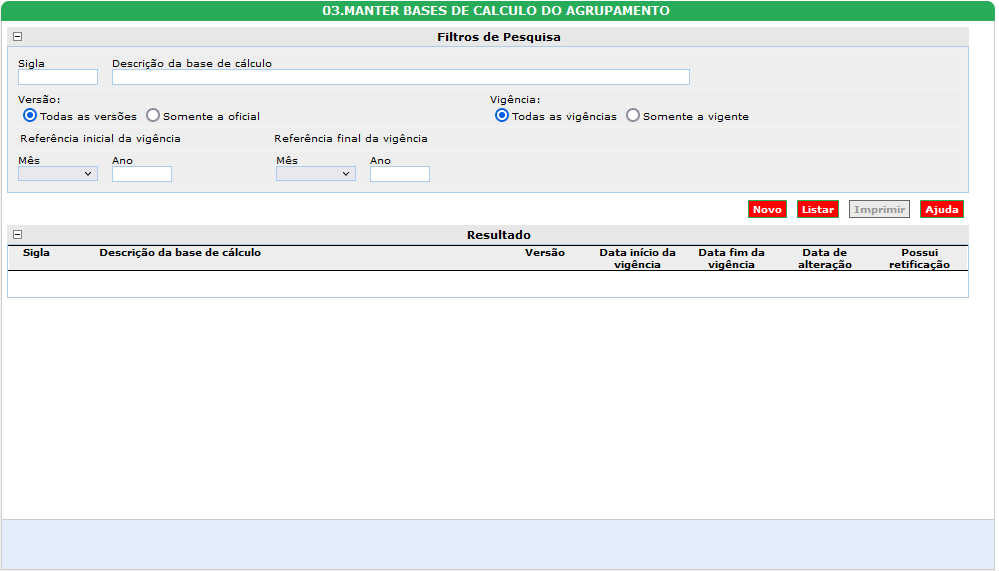 03.MANTER BASES DE CALCULO DO AGRUPAMENTO
Filtros de Pesquisa
Sigla Descrição da base de cálculo
Versão: Vigência:
Todas as versões Somente a oficial Todas as vigências Somente a vigente
Referência inicial da vigência Referência final da vigência
Mês Ano Mês Ano
Novo Listar Imprimir Ajuda
Resultado
Sigla Descrição da base de cálculo Versão Data início da Data fim da Data de Possui
vigência vigência alteração retificação